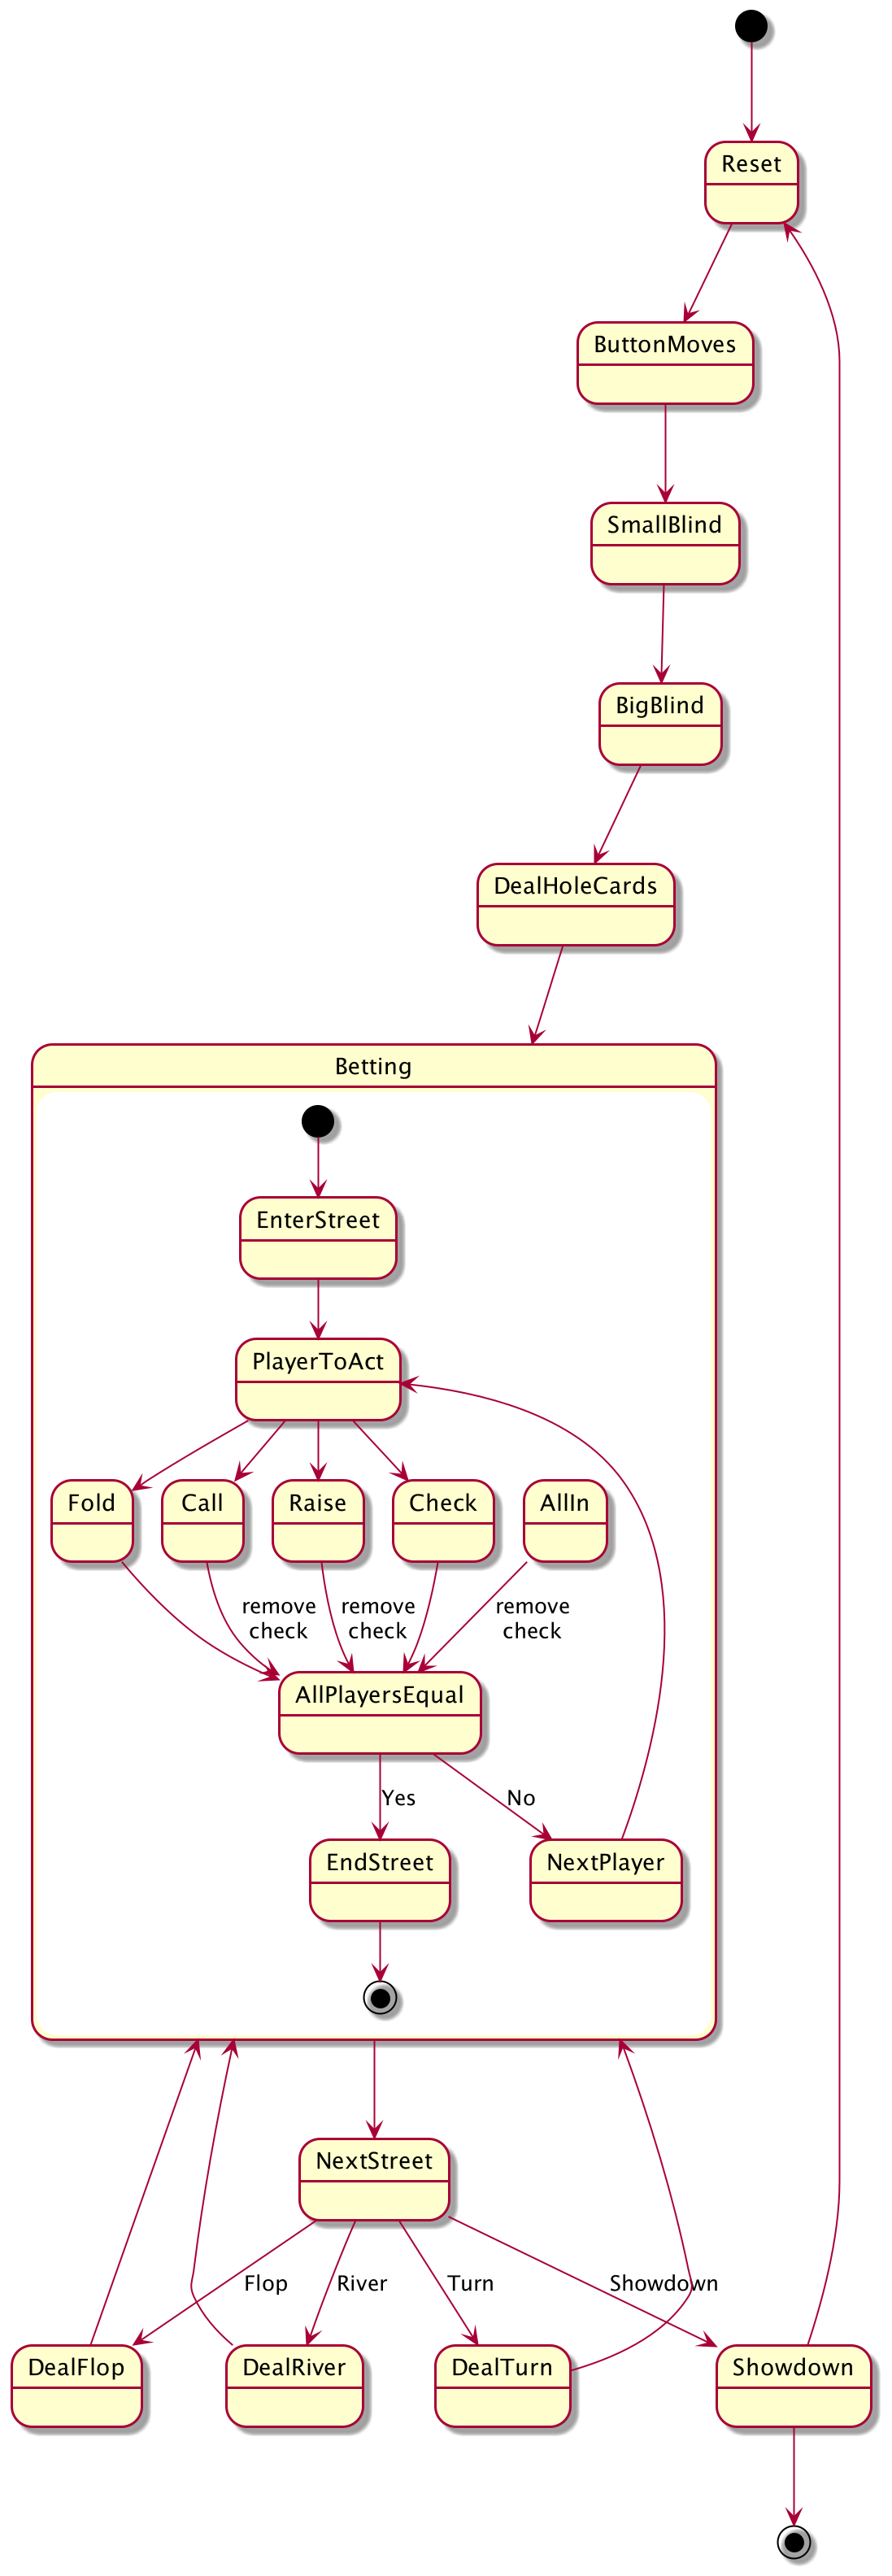 Reset
ButtonMoves
SmallBlind
BigBlind
DealHoleCards
Betting
EnterStreet
PlayerToAct
Fold
Call
Raise
Check
AllIn
remove
check
remove
check
remove
check
AllPlayersEqual
Yes
No
EndStreet
NextPlayer
NextStreet
Flop
River
Turn
Showdown
DealFlop
DealRiver
DealTurn
Showdown